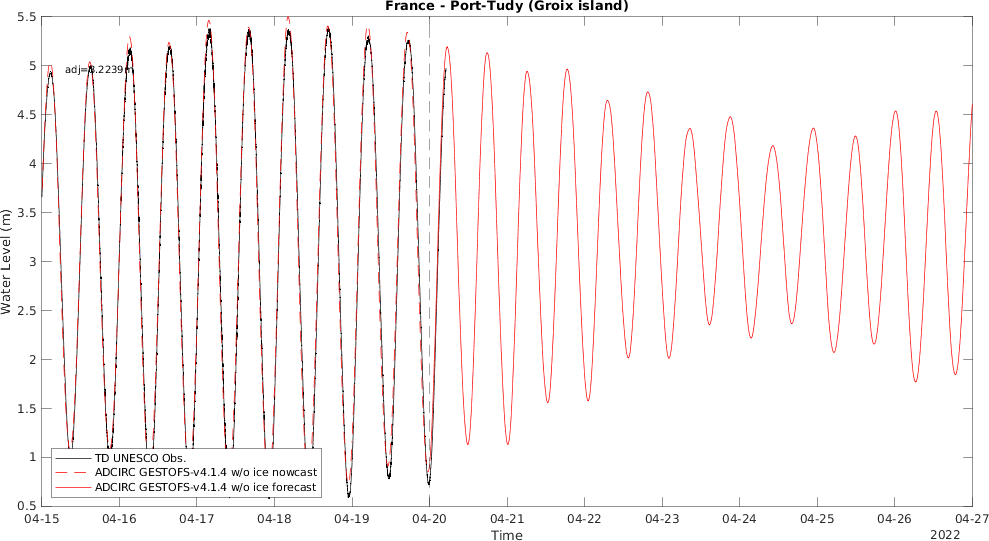 France - Port-Tudy (Groix island)
5.5
5
4.5
4
3.5
3
2.5
2
1.5
1
0.5
Water Level (m)
adj=3.2239
TD UNESCO Obs.
ADCIRC GESTOFS-v4.1.4 w/o ice nowcast
ADCIRC GESTOFS-v4.1.4 w/o ice forecast
04-15 04-16 04-17 04-18 04-19 04-20 04-21 04-22 04-23 04-24 04-25 04-26 04-27
Time
2022